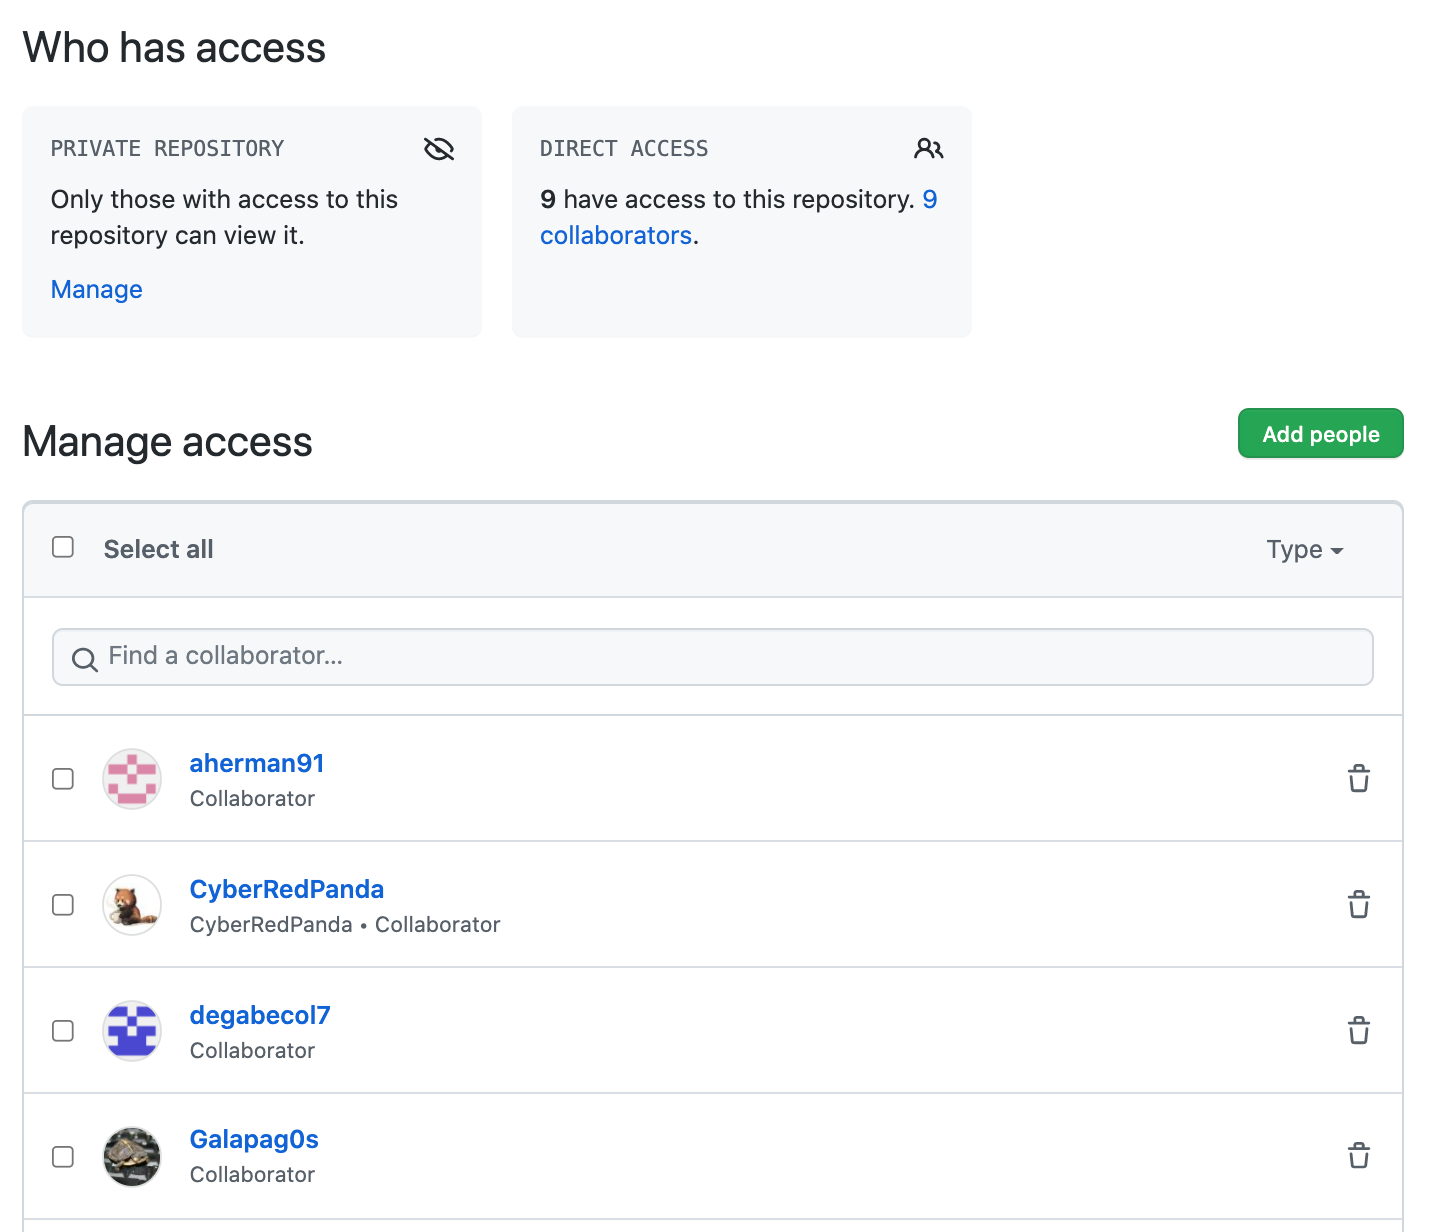 Who has access
PRIVATE REPOSITORY
Only those with access to this
repository can view it.
Manage
DIRECT ACCESS
9 have access to this repository. 9
collaborators.
Manage access
Add people
Select all
Type
Find a collaborator...
aherman91
Collaborator
CyberRedPanda
CyberRedPanda • Collaborator
degabecol7
Collaborator
Galapag0s
Collaborator